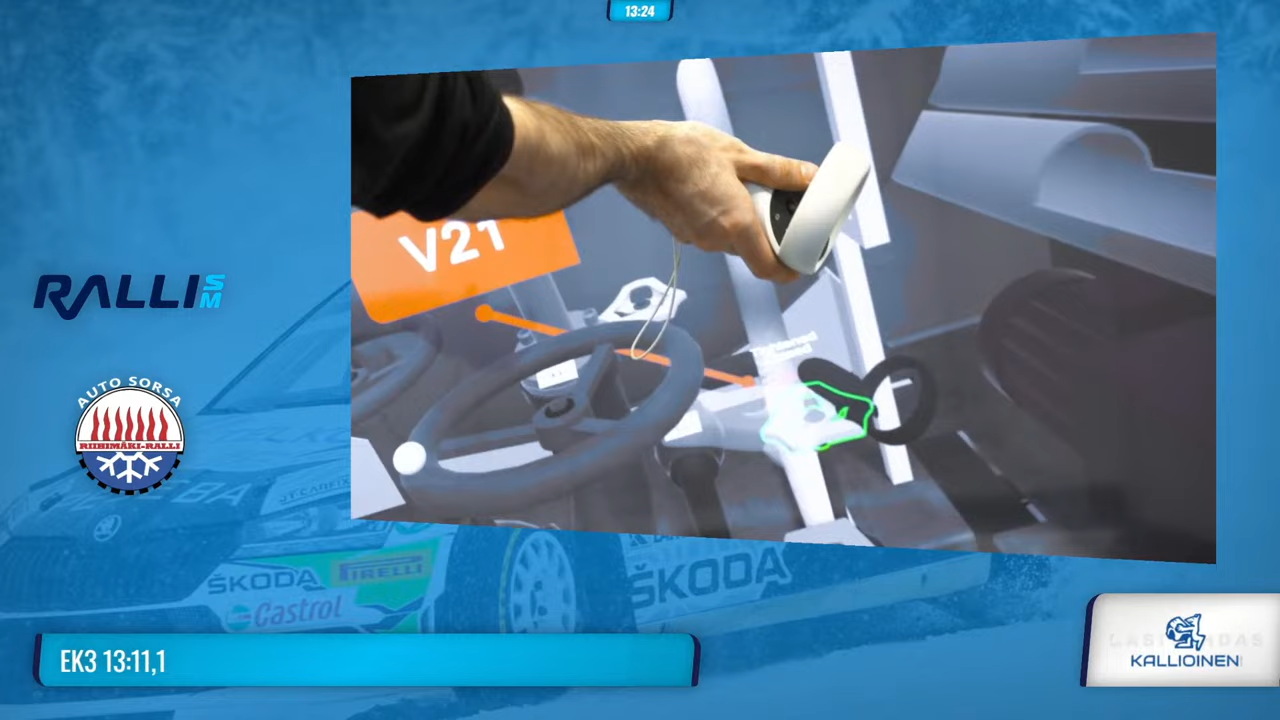 13:24
V21
RALLI SM
AUTO SORSA
RIIHIMÄKI-RALLI
ŠKODA
PIRELLI
Castrol
ŠKODA
EK3 13:11,1
KALLIOINEN